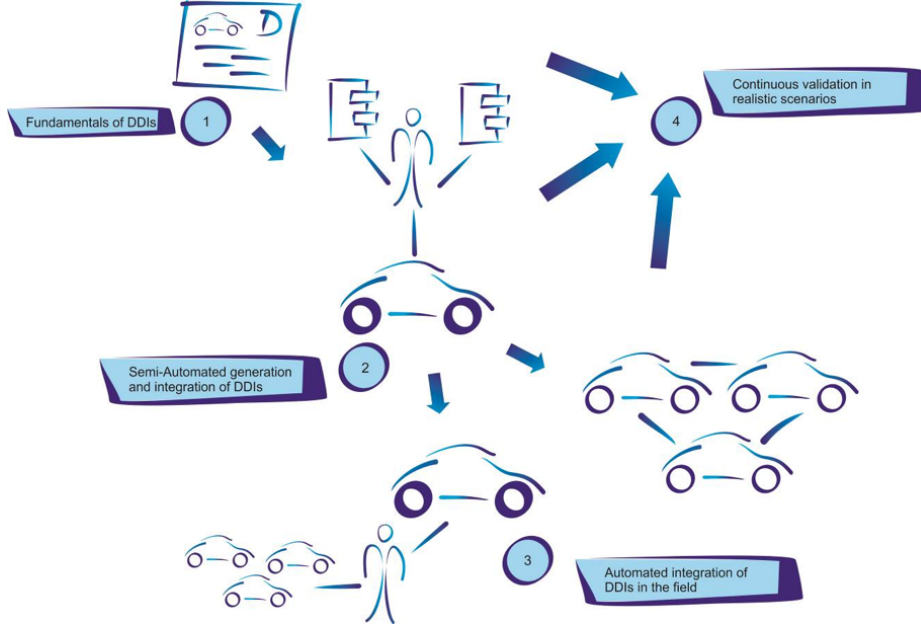 D
Fundamentals of DDIs
1
4
Continuous validation in
realistic scenarios
2
Semi-Automated generation
and integration of DDIs
3
Automated integration of
DDIs in the field